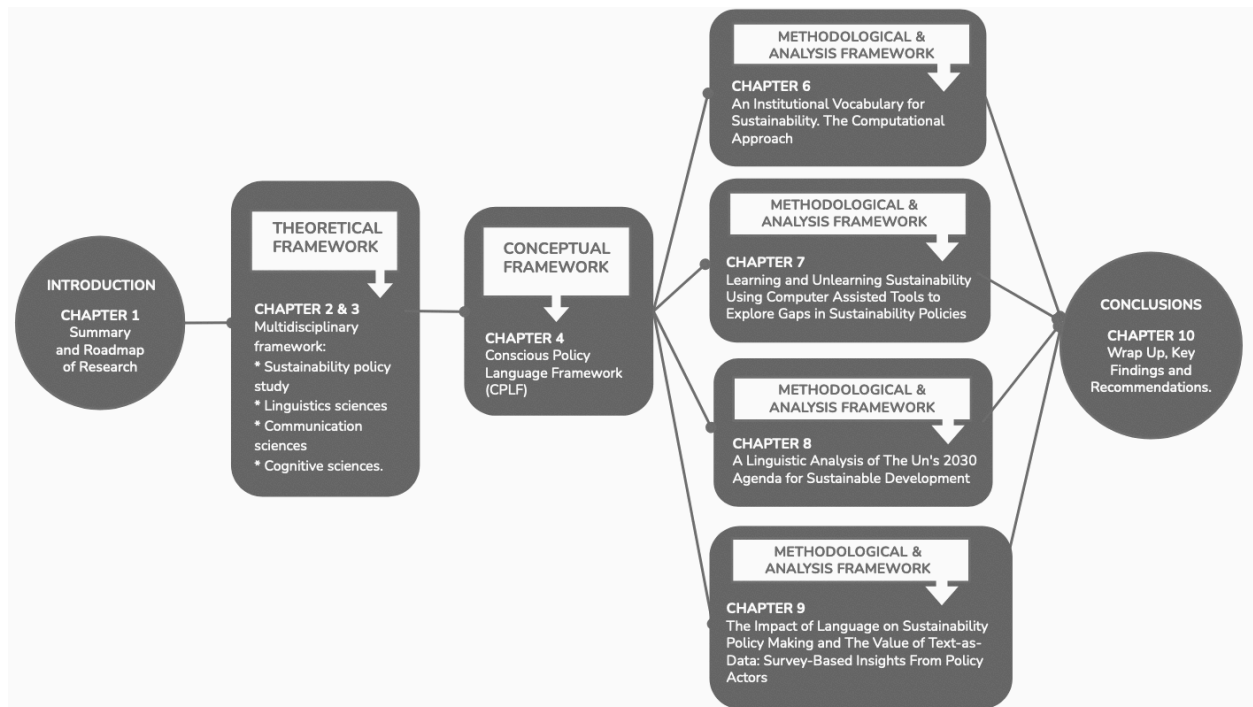 INTRODUCTION
CHAPTER 1
Summary
and Roadmap
of Research
THEORETICAL
FRAMEWORK
CHAPTER 2 & 3
Multidisciplinary
framework:
* Sustainability policy
study
* Linguistics sciences
* Communication
sciences
* Cognitive sciences.
CONCEPTUAL
FRAMEWORK
CHAPTER 4
Conscious Policy
Language Framework
(CPLF)
METHODOLOGICAL &
ANALYSIS FRAMEWORK
CHAPTER 6
An Institutional Vocabulary for
Sustainability. The Computational
Approach
METHODOLOGICAL &
ANALYSIS FRAMEWORK
CHAPTER 7
Learning and Unlearning Sustainability
Using Computer Assisted Tools to
Explore Gaps in Sustainability Policies
METHODOLOGICAL &
ANALYSIS FRAMEWORK
CHAPTER 8
A Linguistic Analysis of The Un's 2030
Agenda for Sustainable Development
METHODOLOGICAL &
ANALYSIS FRAMEWORK
CHAPTER 9
The Impact of Language on Sustainability
Policy Making and The Value of Text-as-
Data: Survey-Based Insights From Policy
Actors
CONCLUSIONS
CHAPTER 10
Wrap Up, Key
Findings and
Recommendations.